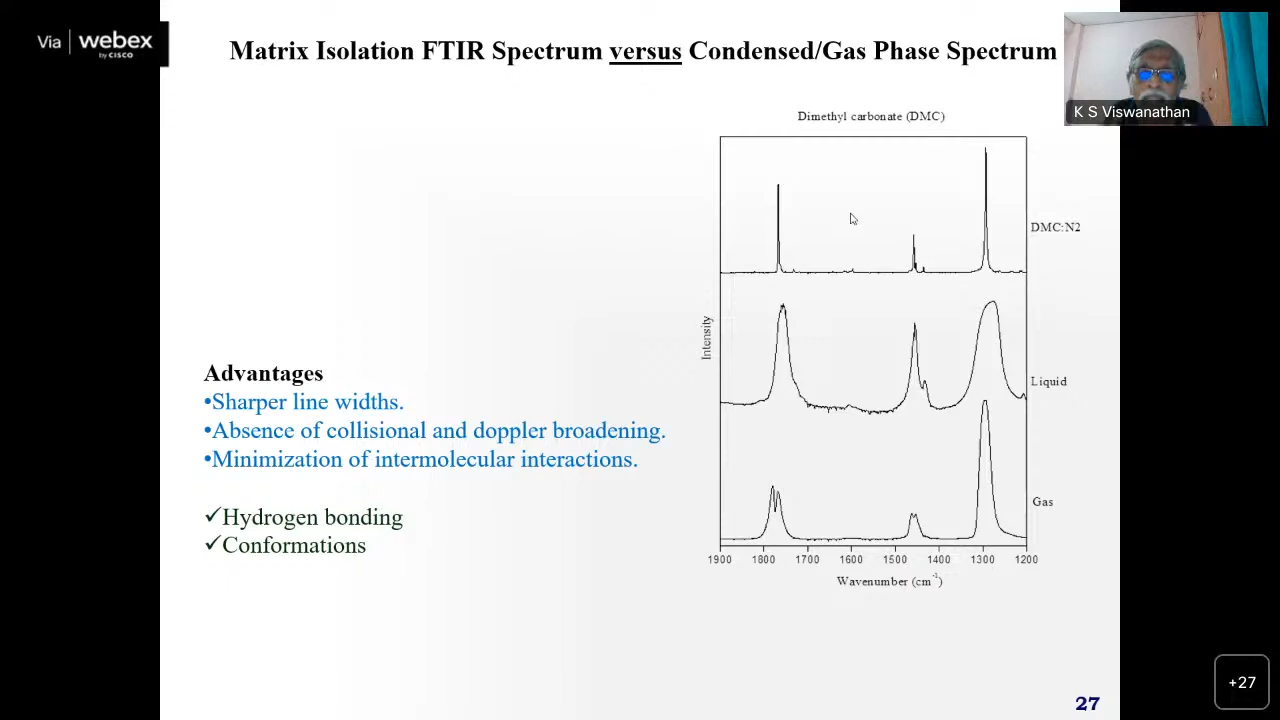 Via | webex
by CISCO
Matrix Isolation FTIR Spectrum versus Condensed/Gas Phase Spectrum
K S Viswanathan
Dimethyl carbonate (DMC)
DMC:N2
Liquid
Gas
Intensity
1900 1800 1700 1600 1500 1400 1300 1200
Wavenumber (cm⁻¹)
Advantages
•Sharper line widths.
•Absence of collisional and doppler broadening.
•Minimization of intermolecular interactions.
✓Hydrogen bonding
✓Conformations
+27
27